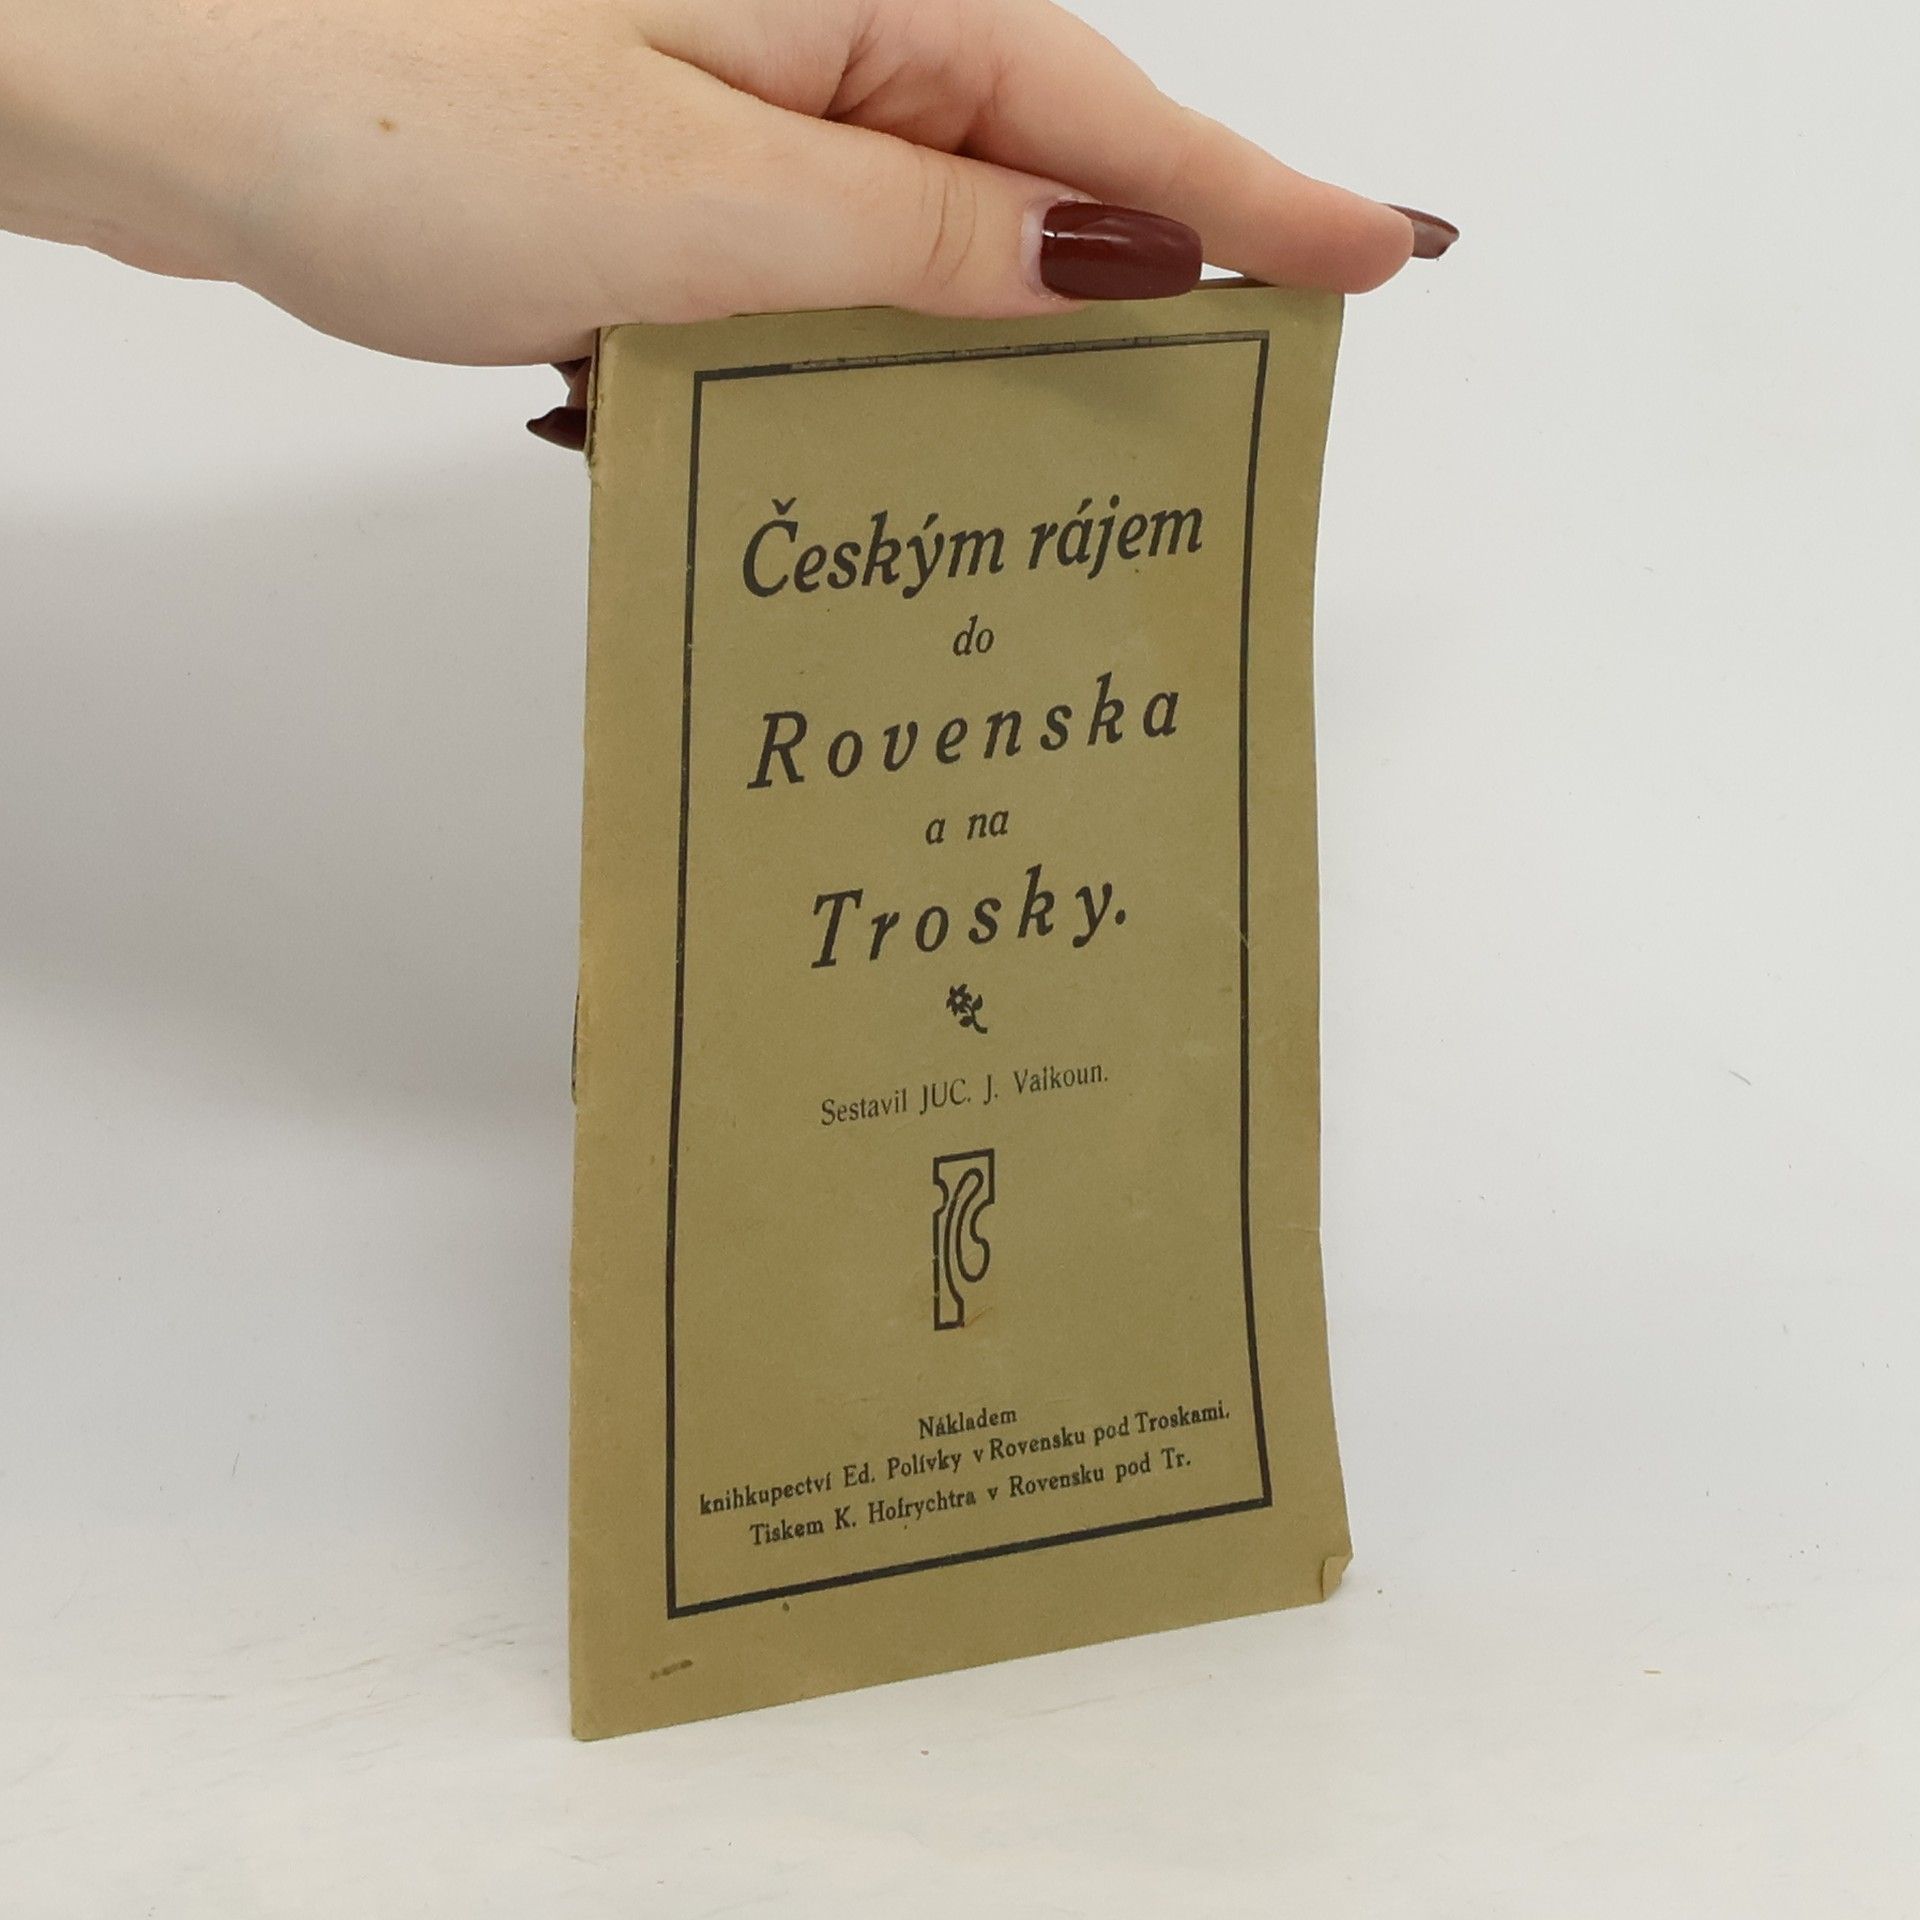 Českým rájem
do
Rovenska
a na
Trosky.
Sestavil JUC. J. Valkoun.
Nákladem
knihkupectví Ed. Polívky v Rovensku pod Troskami.
Tiskem K. Hofrychtra v Rovensku pod Tr.